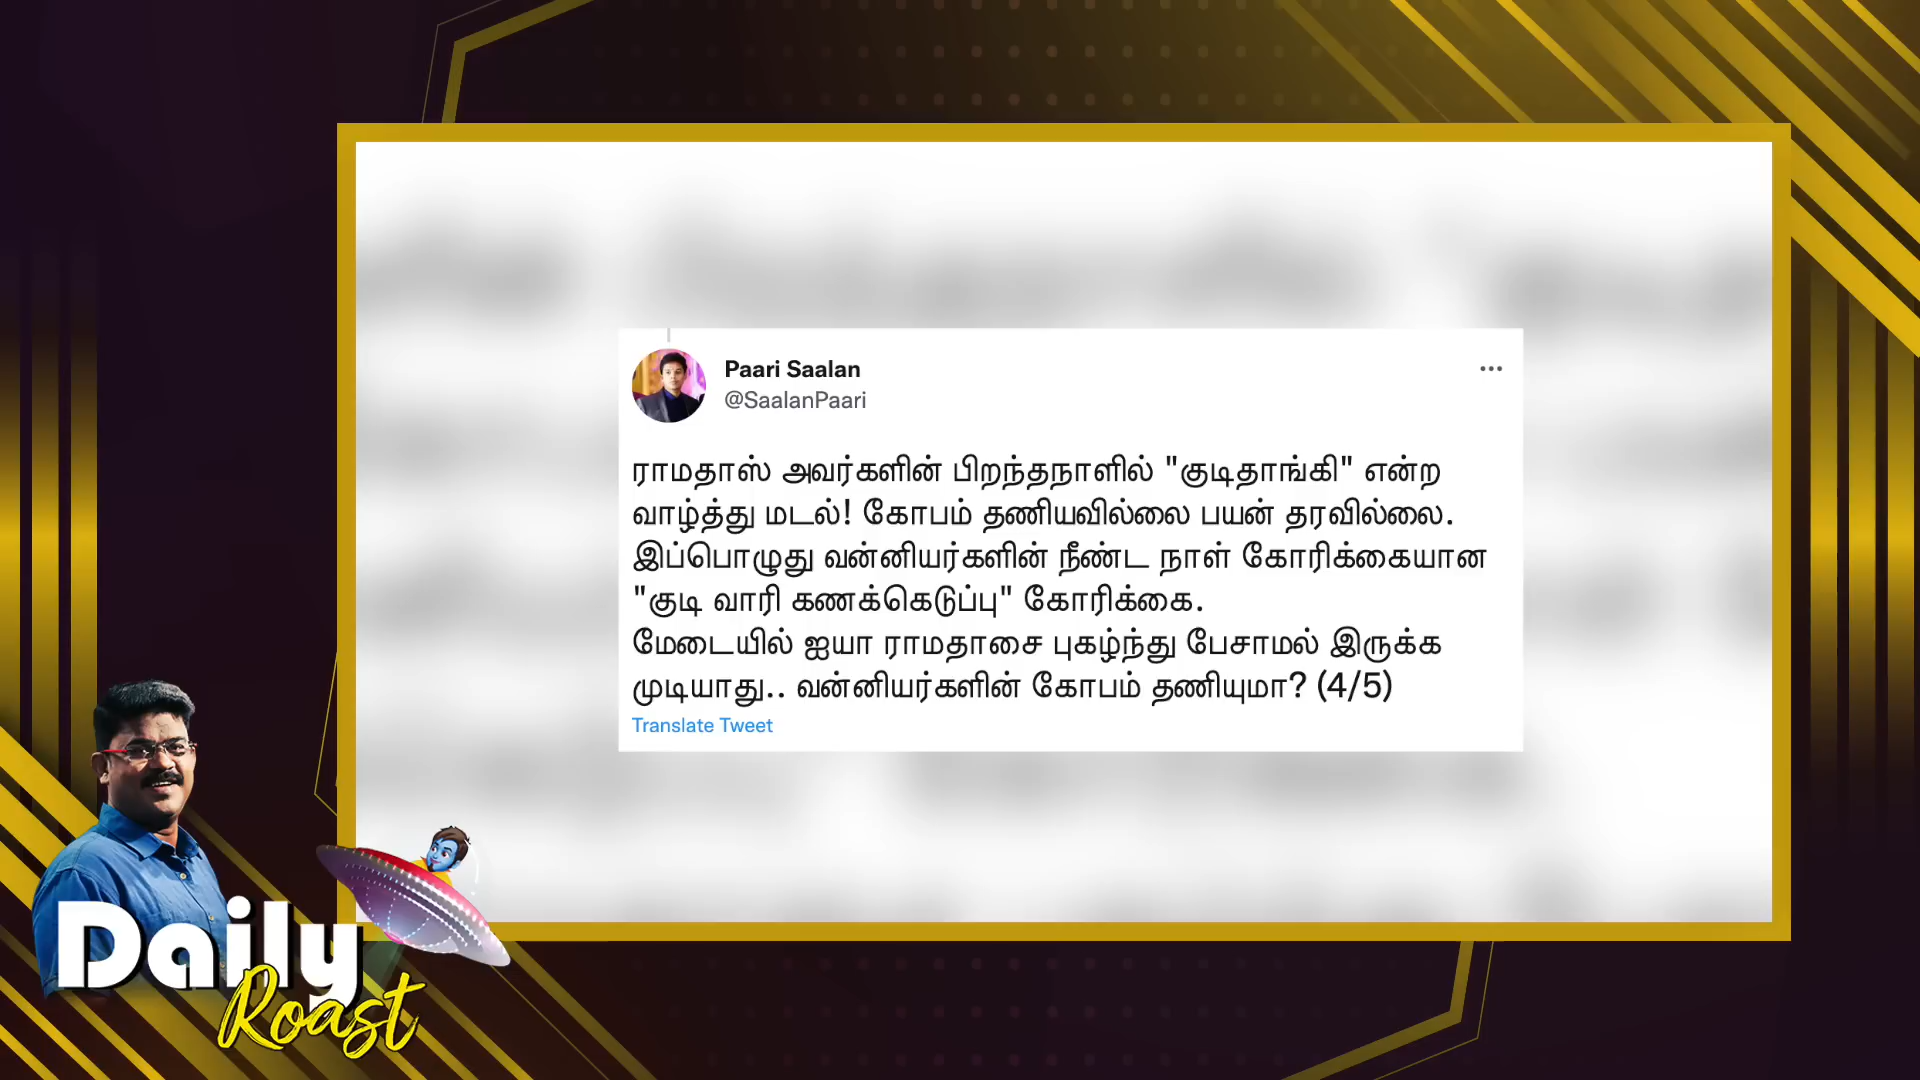 Paari Saalan
@SaalanPaari
ராமதாஸ் அவர்களின் பிறந்தநாளில் "குடிதாங்கி" என்ற
வாழ்த்து மடல்! கோபம் தணியவில்லை பயன் தரவில்லை.
இப்பொழுது வன்னியர்களின் நீண்ட நாள் கோரிக்கையான
"குடி வாரி கணக்கெடுப்பு" கோரிக்கை.
மேடையில் ஐயா ராமதாசை புகழ்ந்து பேசாமல் இருக்க
முடியாது.. வன்னியர்களின் கோபம் தணியுமா? (4/5)
Translate Tweet
Daily
Roast